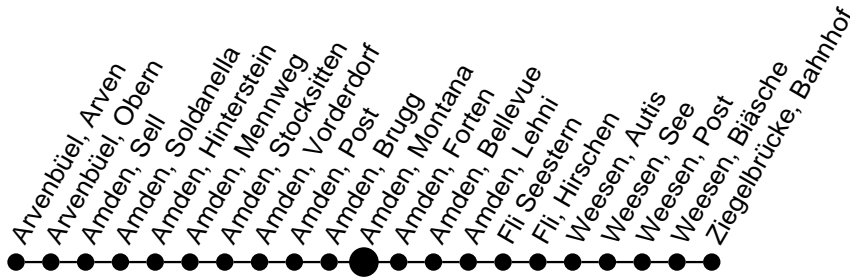 Arvenbüel, Arven
Arvenbüel, Obern
Amden, Sell
Amden, Soldanella
Amden, Hinterstein
Amden, Mennweg
Amden, Stocksitten
Amden, Vorderdorf
Amden, Post
Amden, Brugg
Amden, Montana
Amden, Forten
Amden, Bellevue
Amden, Lehni
Fli Seestern
Fli, Hirschen
Weesen, Autis
Weesen, See
Weesen, Post
Weesen, Biäsche
Ziegelbrücke, Bahnhof